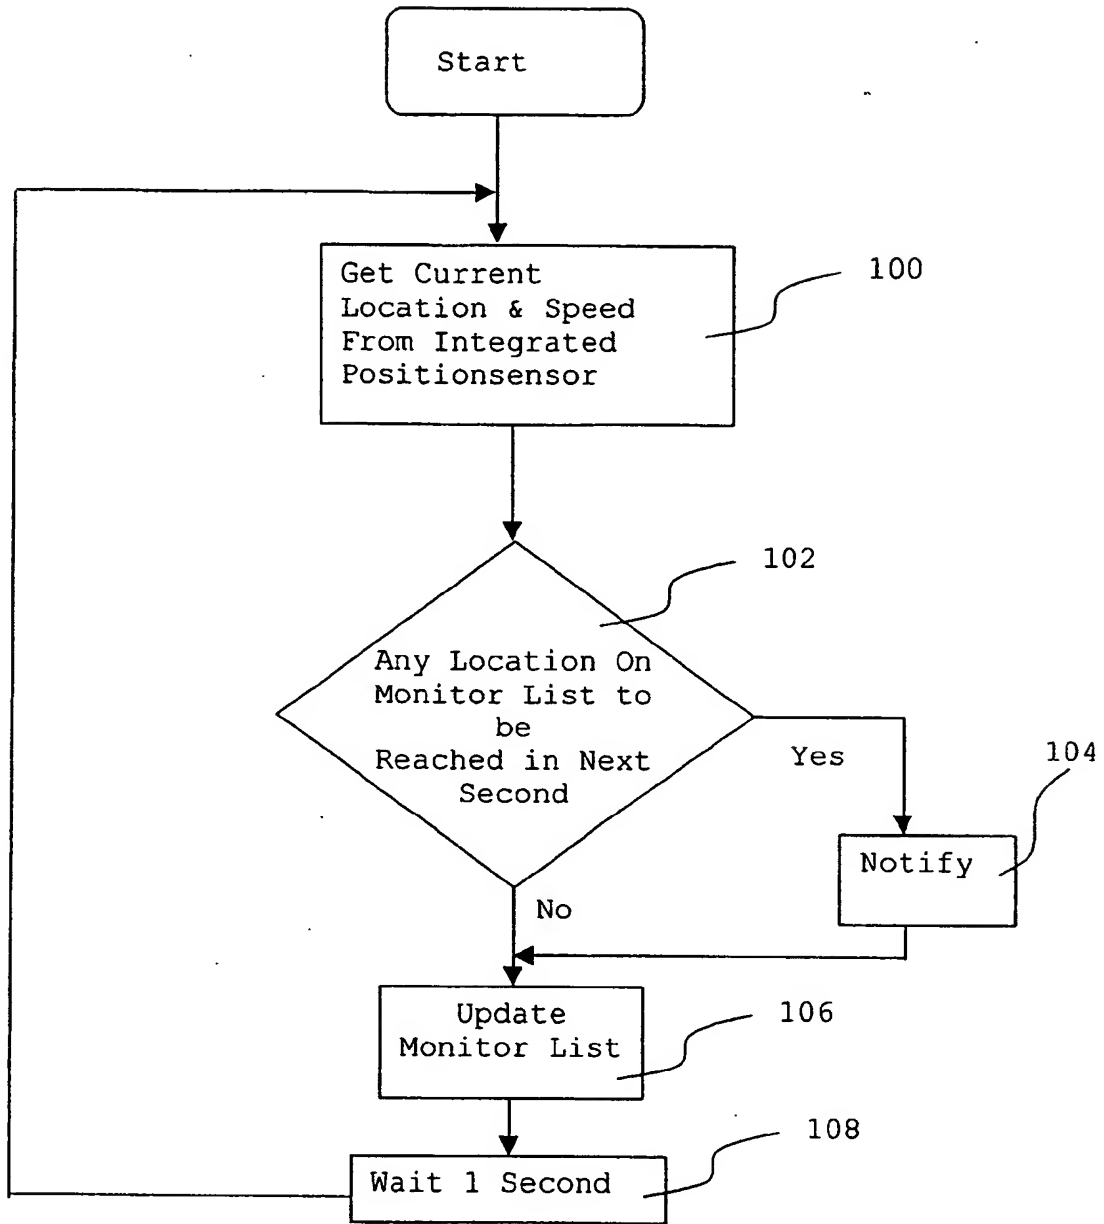 Start
Get Current
Location & Speed
From Integrated
Positionsensor
100
102
Any Location On
Monitor List to
be
Reached in Next
Second
Yes
104
Notify
No
Update
Monitor List
106
108
Wait 1 Second